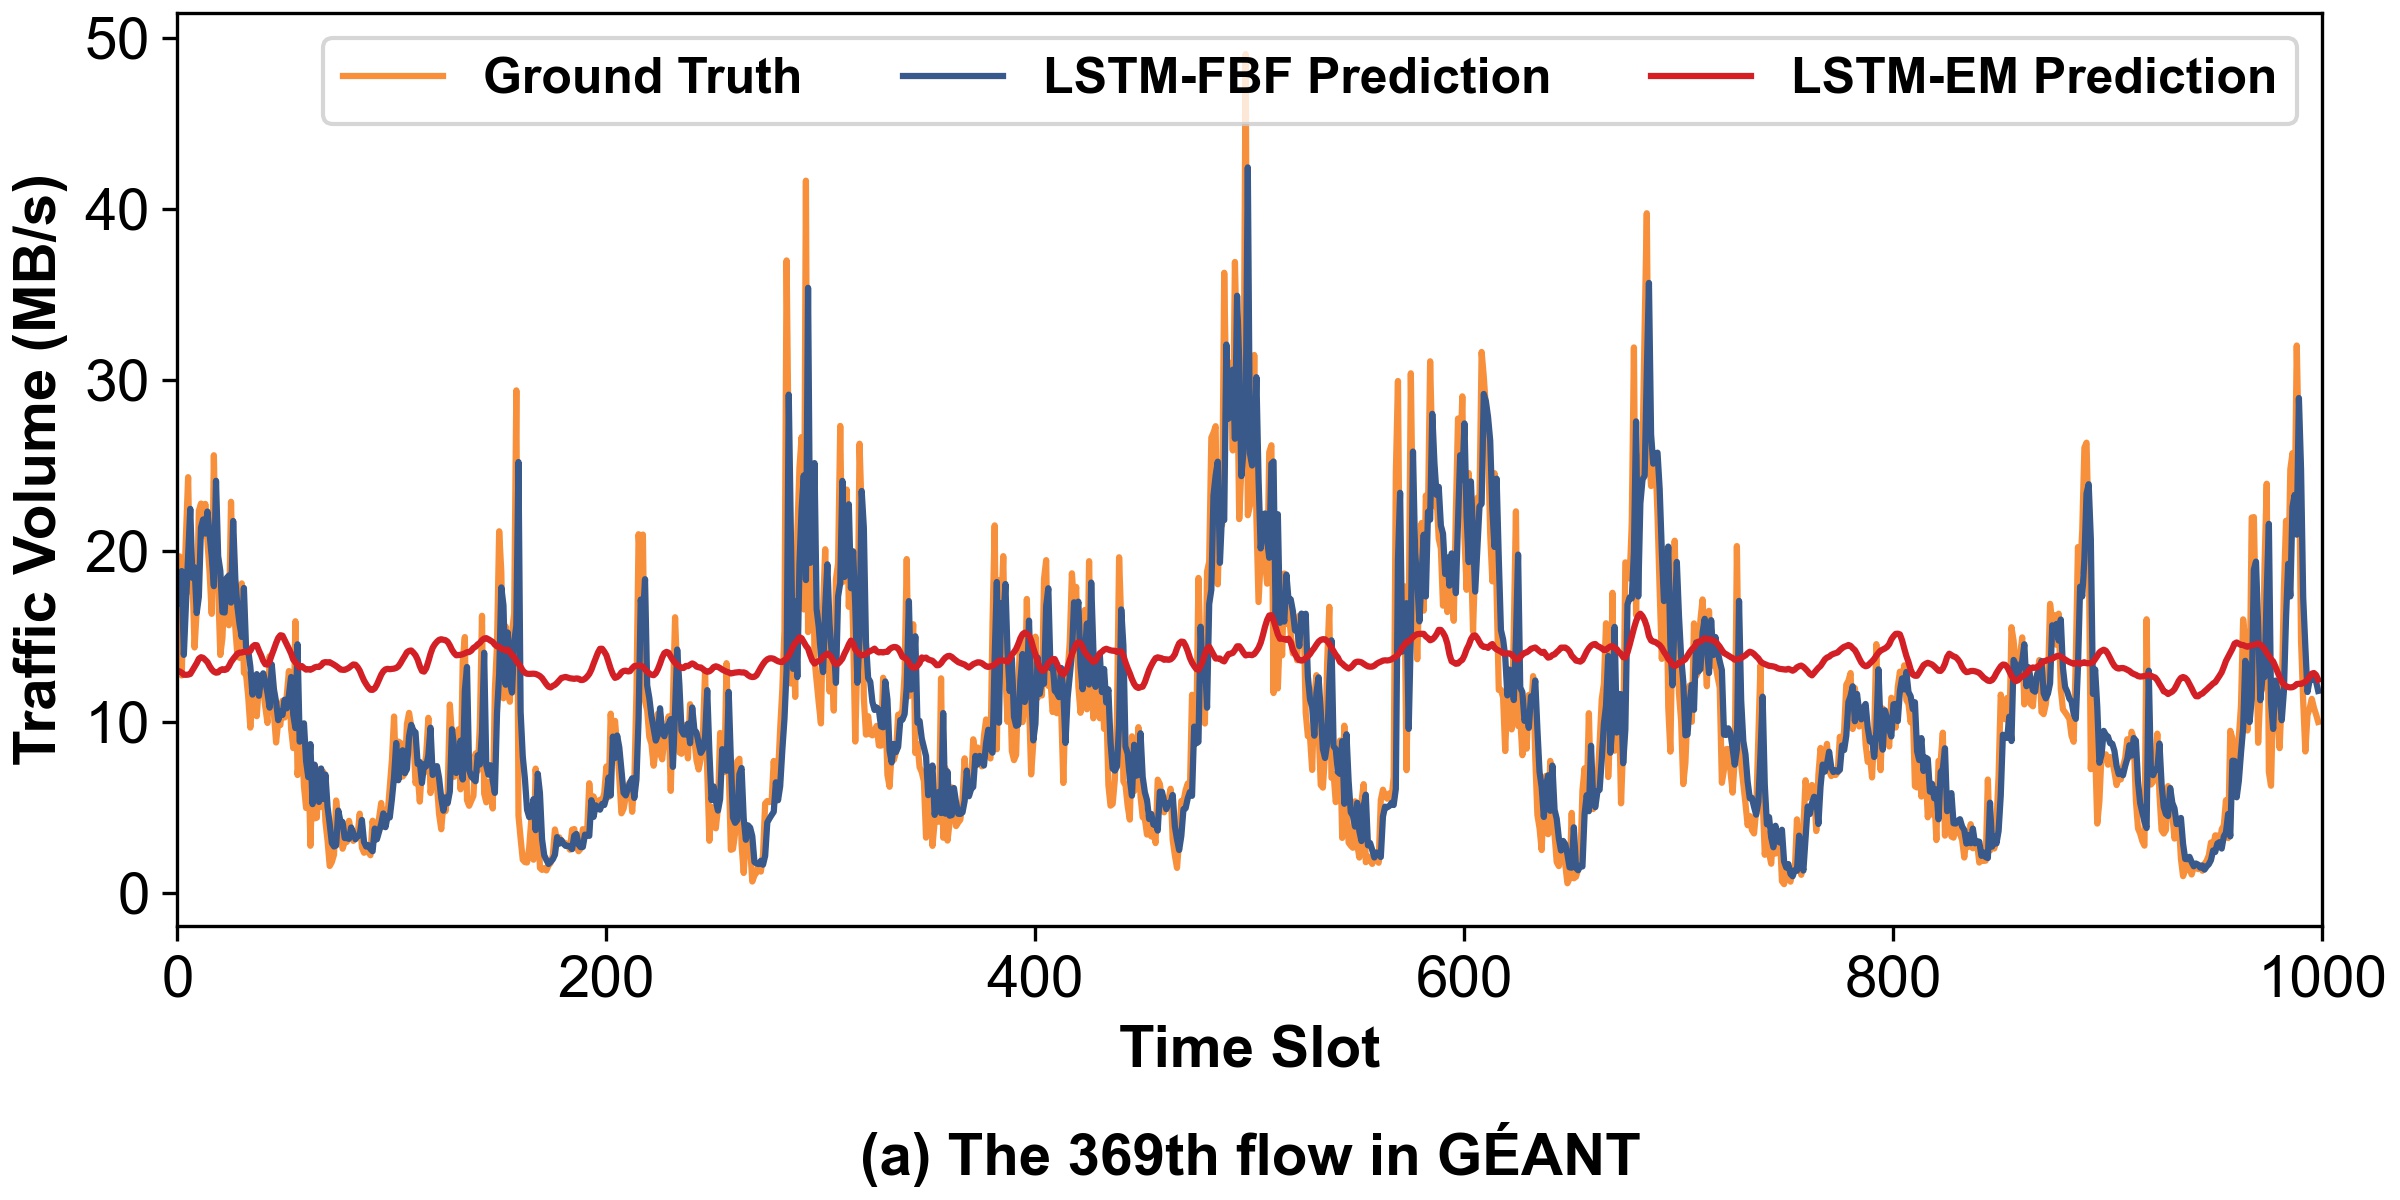 50
40
30
20
10
0
Traffic Volume (MB/s)
Ground Truth
LSTM-FBF Prediction
LSTM-EM Prediction
0
200
400
600
800
1000
Time Slot
(a) The 369th flow in GÉANT